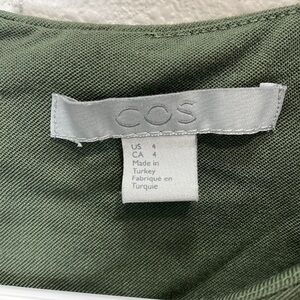 COS
US 4
CA 4
Made in
Turkey
Fabriqué en
Turquie